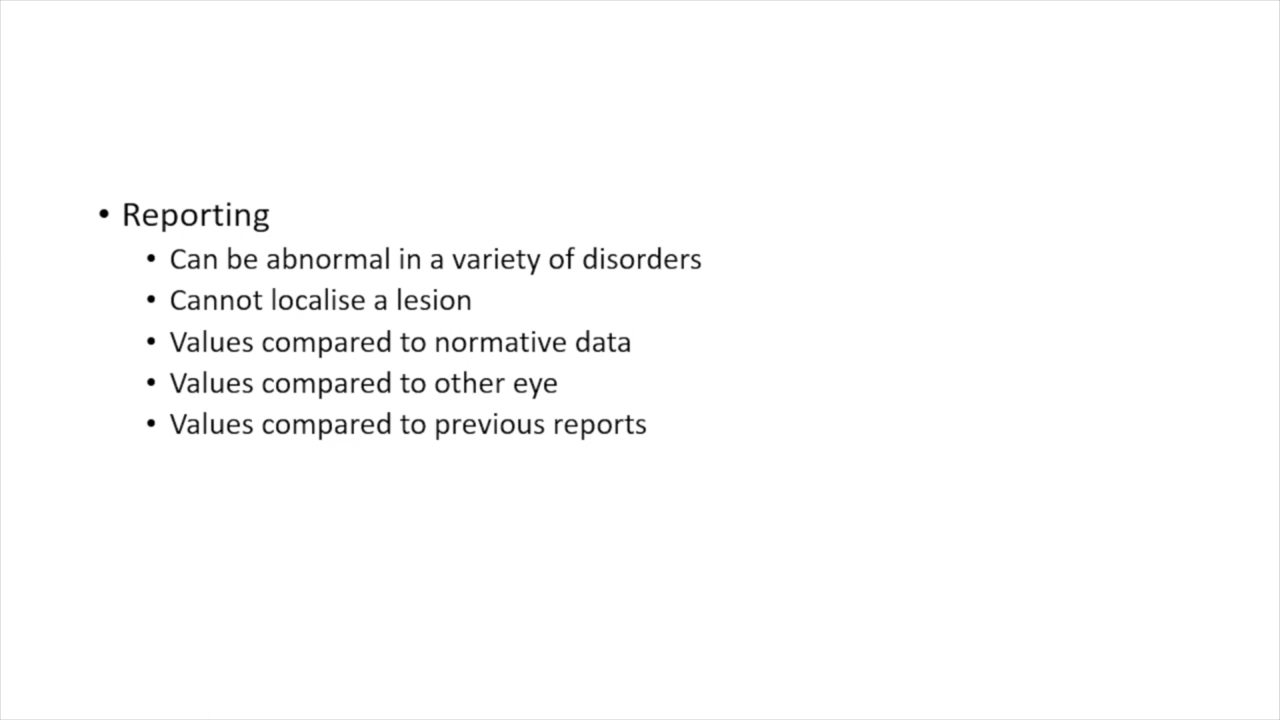 • Reporting
• Can be abnormal in a variety of disorders
• Cannot localise a lesion
• Values compared to normative data
• Values compared to other eye
• Values compared to previous reports